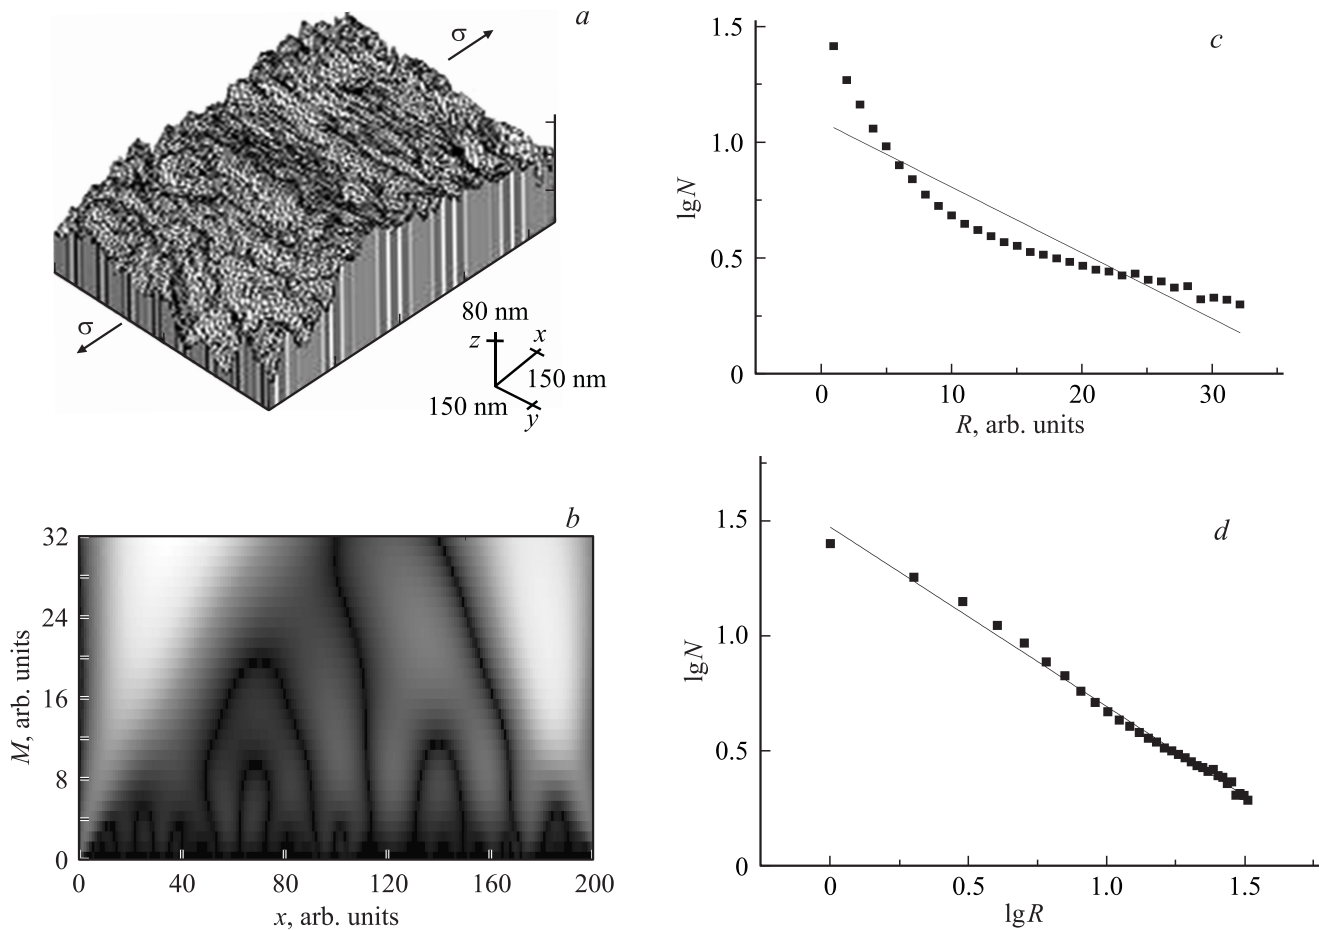 a
σ
σ
80 nm
z
x
150 nm
150 nm
y
b
32
24
16
8
0
M, arb. units
0
40
80
120
160
200
x, arb. units
c
1.5
1.0
0.5
0
lgN
0
10
20
30
R, arb. units
d
1.5
1.0
0.5
0
lgN
0
0.5
1.0
1.5
lgR